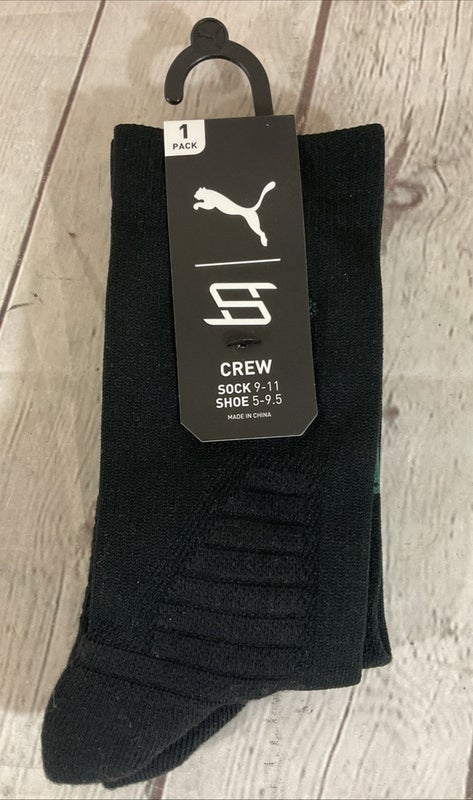 1
PACK
CREW
SOCK 9-11
SHOE 5-9.5
MADE IN CHINA